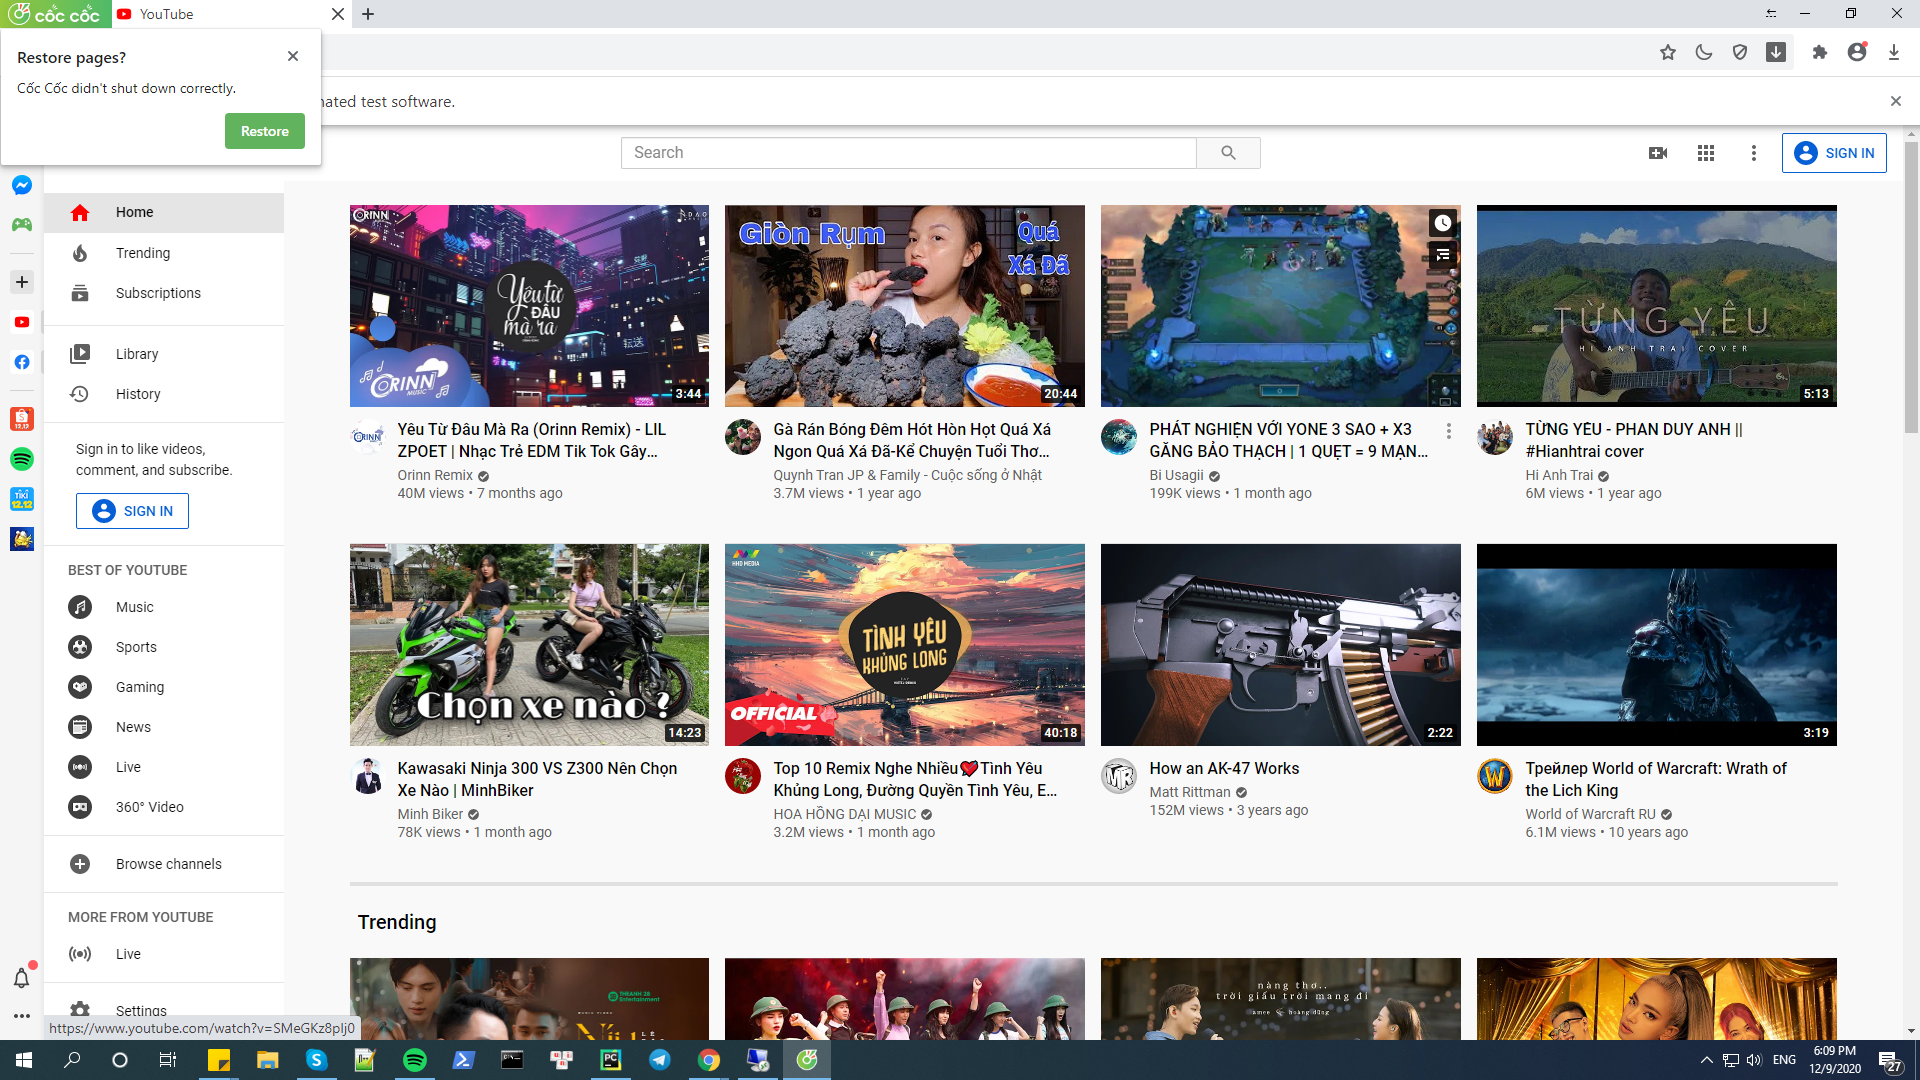 cốc cốc
YouTube
Restore pages?
Cốc Cốc didn't shut down correctly.
Restore
nated test software.
Search
SIGN IN
Home
Trending
Subscriptions
Library
History
Sign in to like videos,
comment, and subscribe.
SIGN IN
BEST OF YOUTUBE
Music
Sports
Gaming
News
Live
360° Video
Browse channels
MORE FROM YOUTUBE
Live
Settings
https://www.youtube.com/watch?v=SMeGKz8plj0
ORINN
Yêu từ
ĐÂU
mà ra
ORINN
MUSIC
3:44
Yêu Từ Đâu Mà Ra (Orinn Remix) - LIL
ZPOET | Nhạc Trẻ EDM Tik Tok Gây...
Orinn Remix
40M views • 7 months ago
Giòn Rụm
Quá
Xá Đã
20:44
Gà Rán Bóng Đêm Hót Hòn Họt Quá Xá
Ngon Quá Xá Đã-Kể Chuyện Tuổi Thơ...
Quynh Tran JP & Family - Cuộc sống ở Nhật
3.7M views • 1 year ago
PHÁT NGHIỆN VỚI YONE 3 SAO + X3
GĂNG BẢO THẠCH | 1 QUẸT = 9 MẠN...
Bi Usagii
199K views • 1 month ago
TỪNG YÊU
HI ANH TRAI COVER
5:13
TỪNG YÊU - PHAN DUY ANH ||
#Hianhtrai cover
Hi Anh Trai
6M views • 1 year ago
Chọn xe nào ?
14:23
Kawasaki Ninja 300 VS Z300 Nên Chọn
Xe Nào | MinhBiker
Minh Biker
78K views • 1 month ago
HHD MEDIA
TÌNH YÊU
KHỦNG LONG
OFFICIAL
40:18
Top 10 Remix Nghe Nhiều❤️Tình Yêu
Khủng Long, Đường Quyền Tình Yêu, E...
HOA HỒNG DẠI MUSIC
3.2M views • 1 month ago
2:22
How an AK-47 Works
Matt Rittman
152M views • 3 years ago
3:19
Трейлер World of Warcraft: Wrath of
the Lich King
World of Warcraft RU
6.1M views • 10 years ago
Trending
nàng thơ..
trời giấu trời mang đi
amee
hoàng dũng
ENG
6:09 PM
12/9/2020
27